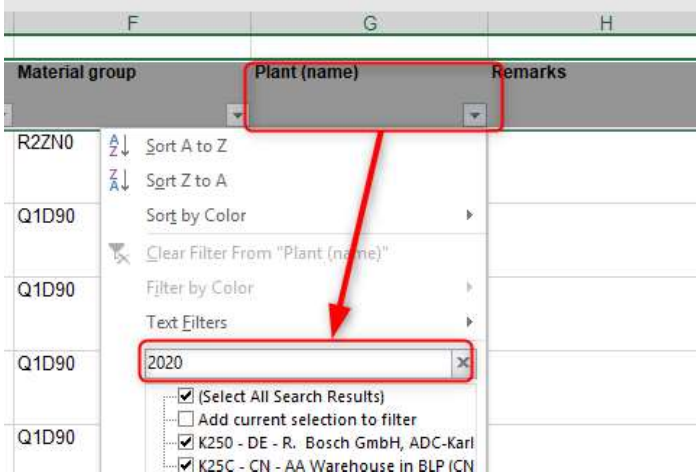 F G H
Material group Plant (name) Remarks
R2ZN0
Sort A to Z
Sort Z to A
Q1D90
Sort by Color
Clear Filter From "Plant (name)"
Q1D90
Filter by Color
Text Filters
Q1D90
2020
(Select All Search Results)
Add current selection to filter
Q1D90
K250 - DE - R. Bosch GmbH, ADC-Karl
K25C - CN - AA Warehouse in BLP (CN